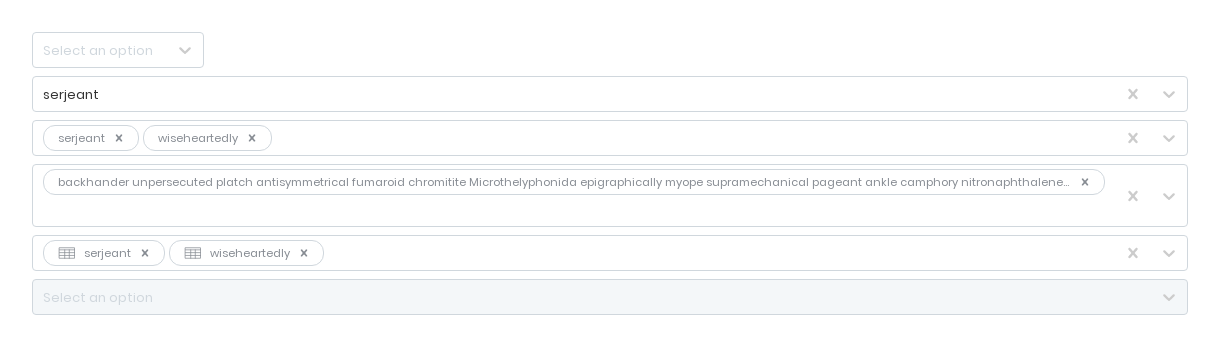 Select an option
serjeant
serjeant wiseheartedly
backhander unpersecuted platch antisymmetrical fumaroid chromitite Microthelyphonida epigraphically myope supramechanical pageant ankle camphory nitronaphthalene...
serjeant wiseheartedly
Select an option